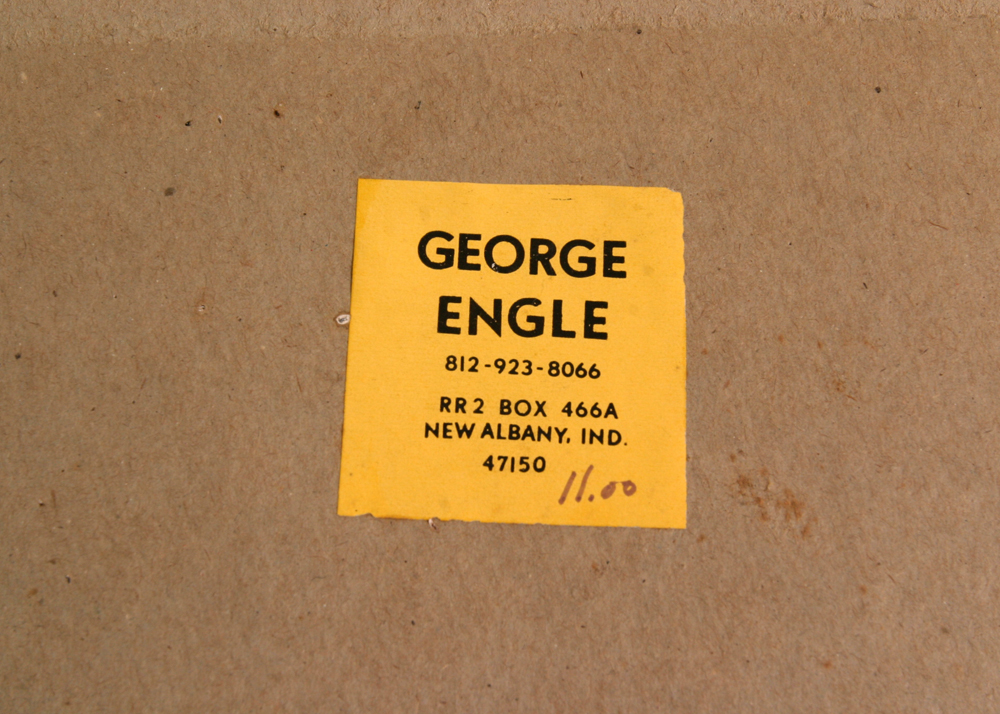 GEORGE
ENGLE
812-923-8066
RR2 BOX 466A
NEW ALBANY, IND.
47150
11.00